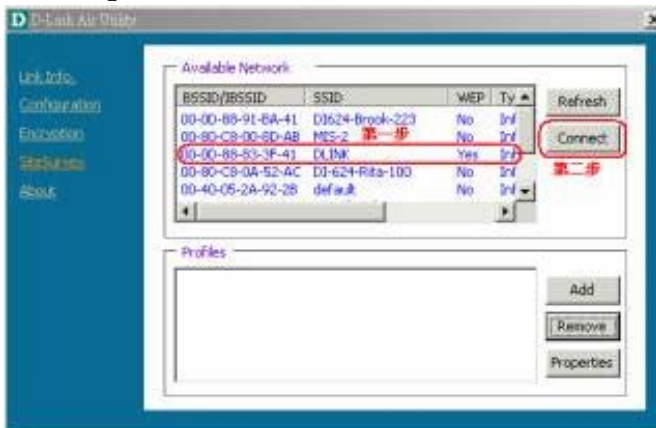 D-Link Air Utility
Link Info.
Configuration
Encryption
SiteSurvey
About
Available Network
BSSID/IBSSID SSID WEP Ty
00-0D-88-91-8A-41 DI624-Brook-223 No Inf
00-80-C8-00-8D-AB MIS-2 第一步 No Inf
00-0D-88-83-3F-41 DLINK Yes Inf
00-80-C8-0A-52-AC DI-624-Rita-100 No Inf
00-40-05-2A-92-28 default No Inf
Refresh
Connect
第二步
Profiles
Add
Remove
Properties